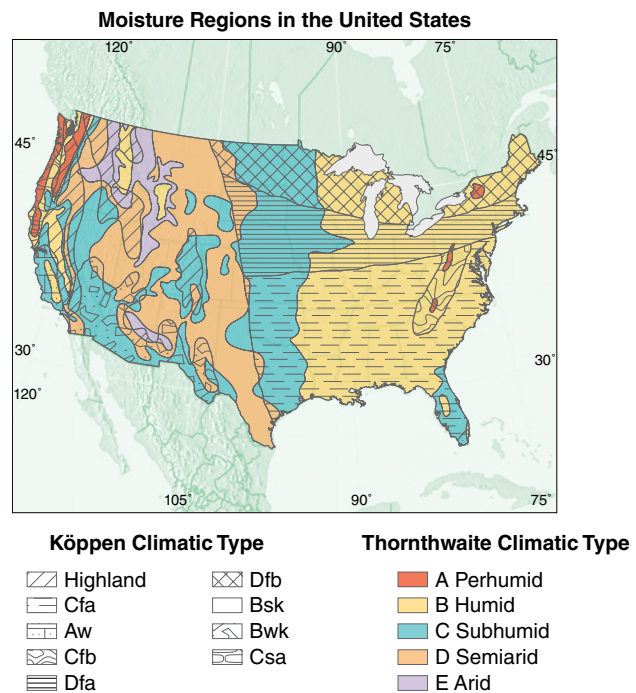 Moisture Regions in the United States
120° 90° 75°
45° 45°
30° 30°
120°
105° 90° 75°
Köppen Climatic Type
Highland
Cfa
Aw
Cfb
Dfa
Dfb
Bsk
Bwk
Csa
Thornthwaite Climatic Type
A Perhumid
B Humid
C Subhumid
D Semiarid
E Arid